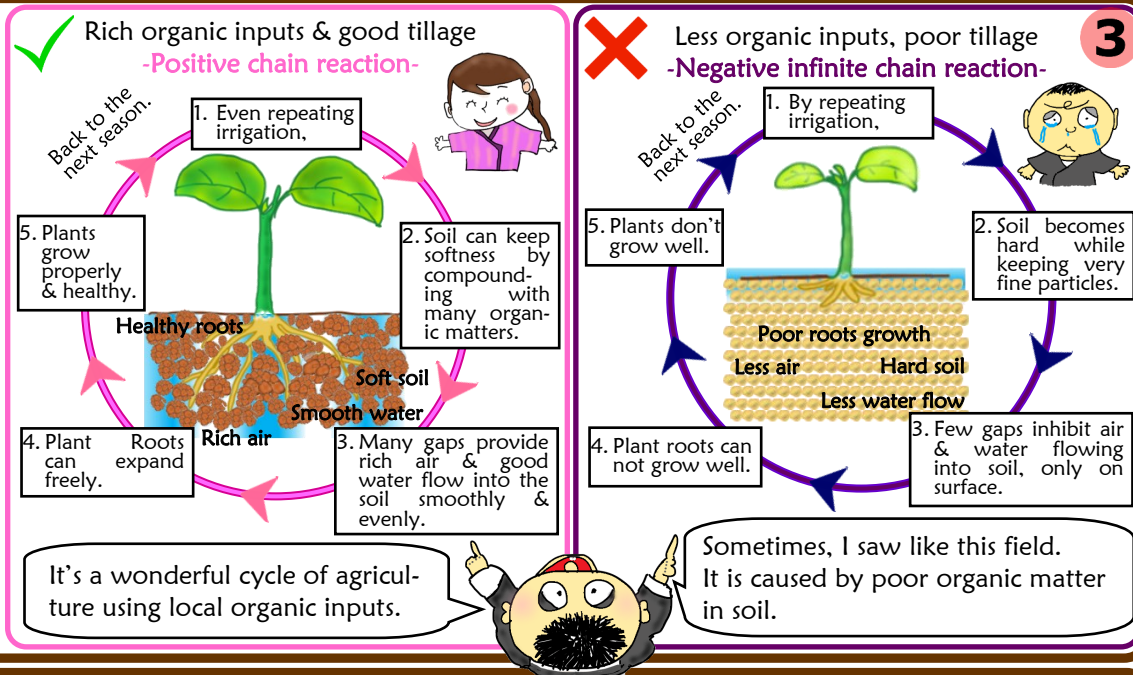 Rich organic inputs & good tillage
-Positive chain reaction-
Back to the
next season.
1. Even repeating
irrigation,
2. Soil can keep
softness by
compound-
ing with
many organ-
ic matters.
3. Many gaps provide
rich air & good
water flow into the
soil smoothly &
evenly.
4. Plant Roots
can expand
freely.
5. Plants
grow
properly
& healthy.
Healthy roots
Soft soil
Smooth water
Rich air
It's a wonderful cycle of agricul-
ture using local organic inputs.
3
Less organic inputs, poor tillage
-Negative infinite chain reaction-
Back to the
next season.
1. By repeating
irrigation,
2. Soil becomes
hard while
keeping very
fine particles.
3. Few gaps inhibit air
& water flowing
into soil, only on
surface.
4. Plant roots can
not grow well.
5. Plants don't
grow well.
Poor roots growth
Less air
Hard soil
Less water flow
Sometimes, I saw like this field.
It is caused by poor organic matter
in soil.